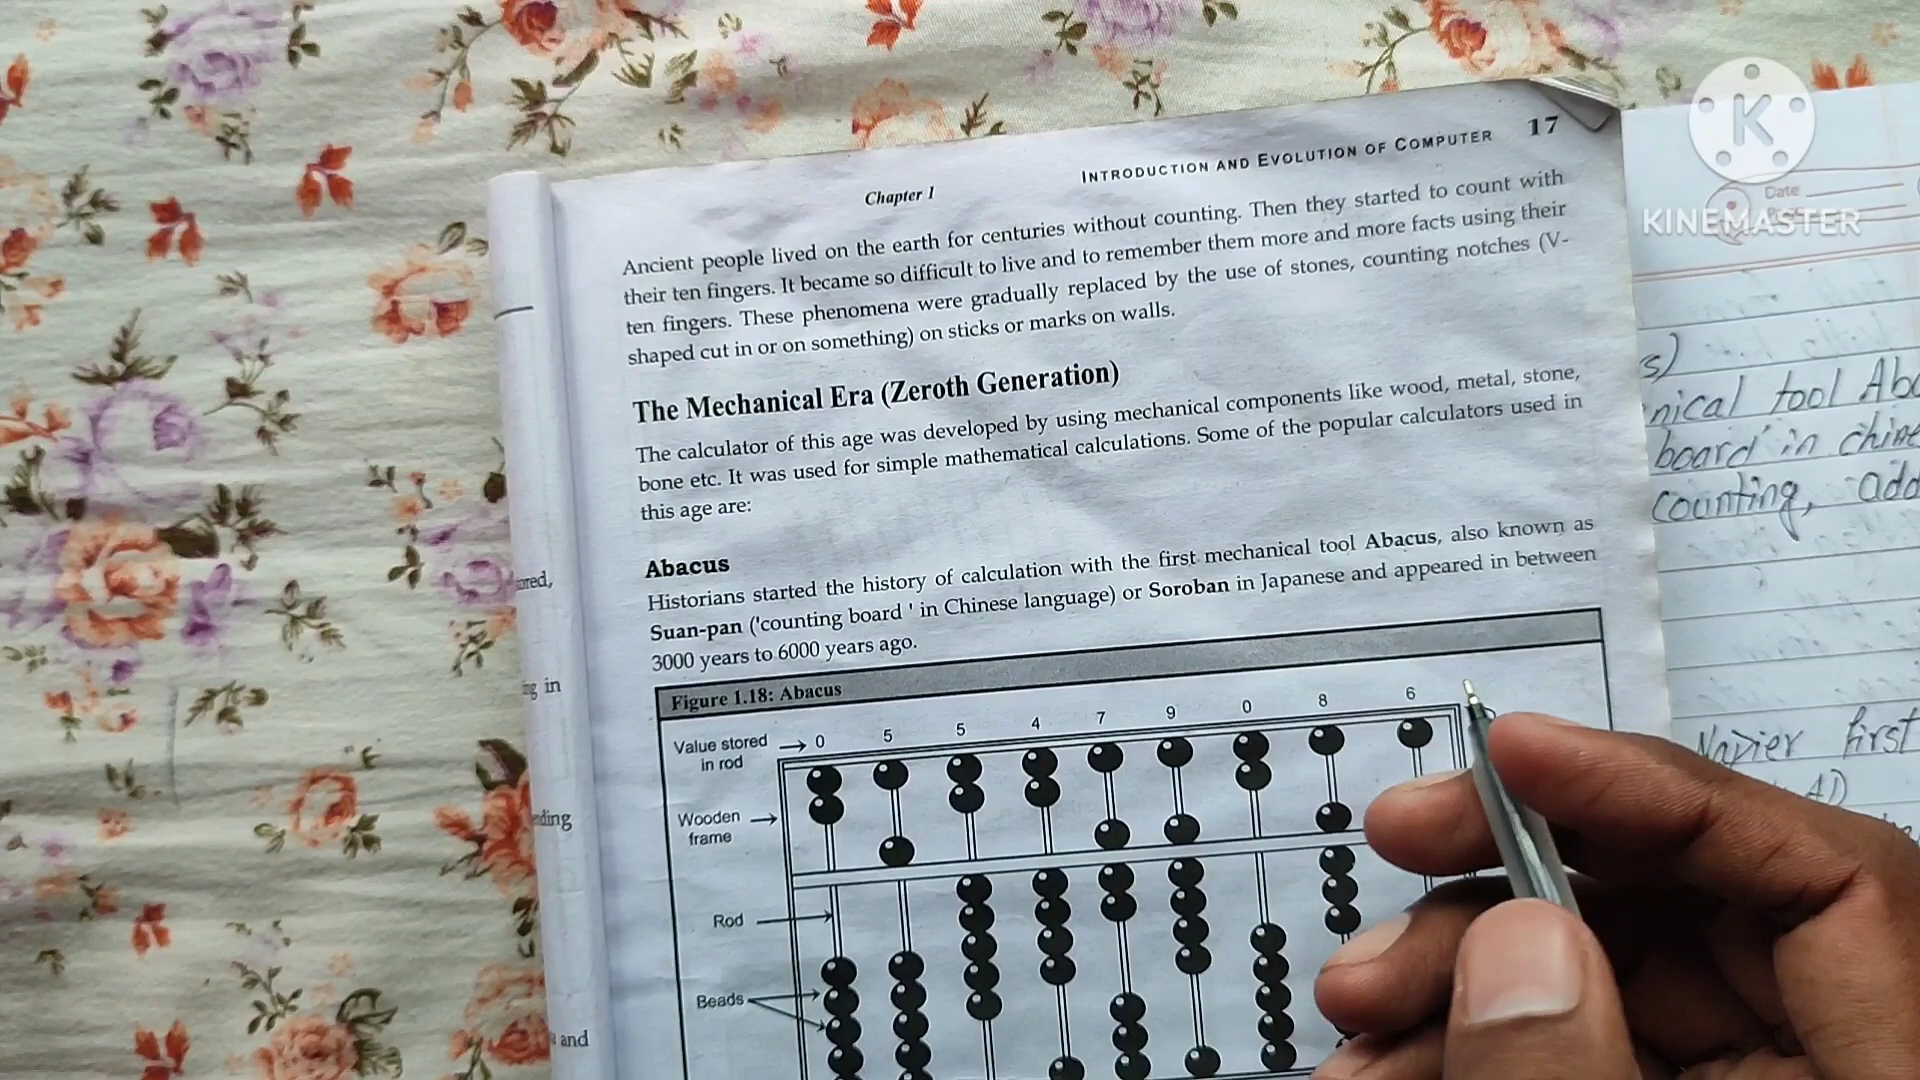 K
KINEMASTER
Date
Chapter 1
INTRODUCTION AND EVOLUTION OF COMPUTER 17
Ancient people lived on the earth for centuries without counting. Then they started to count with
their ten fingers. It became so difficult to live and to remember them more and more facts using their
ten fingers. These phenomena were gradually replaced by the use of stones, counting notches (V-
shaped cut in or on something) on sticks or marks on walls.
The Mechanical Era (Zeroth Generation)
The calculator of this age was developed by using mechanical components like wood, metal, stone,
bone etc. It was used for simple mathematical calculations. Some of the popular calculators used in
this age are:
Abacus
Historians started the history of calculation with the first mechanical tool Abacus, also known as
Suan-pan ('counting board ' in Chinese language) or Soroban in Japanese and appeared in between
3000 years to 6000 years ago.
Figure 1.18: Abacus
Value stored
in rod
0 5 5 4 7 9 0 8 6
Wooden
frame
Rod
Beads
ored,
ng in
ding
and
s)
nical tool Aba
board in chine
counting, add
Napier first
AD)